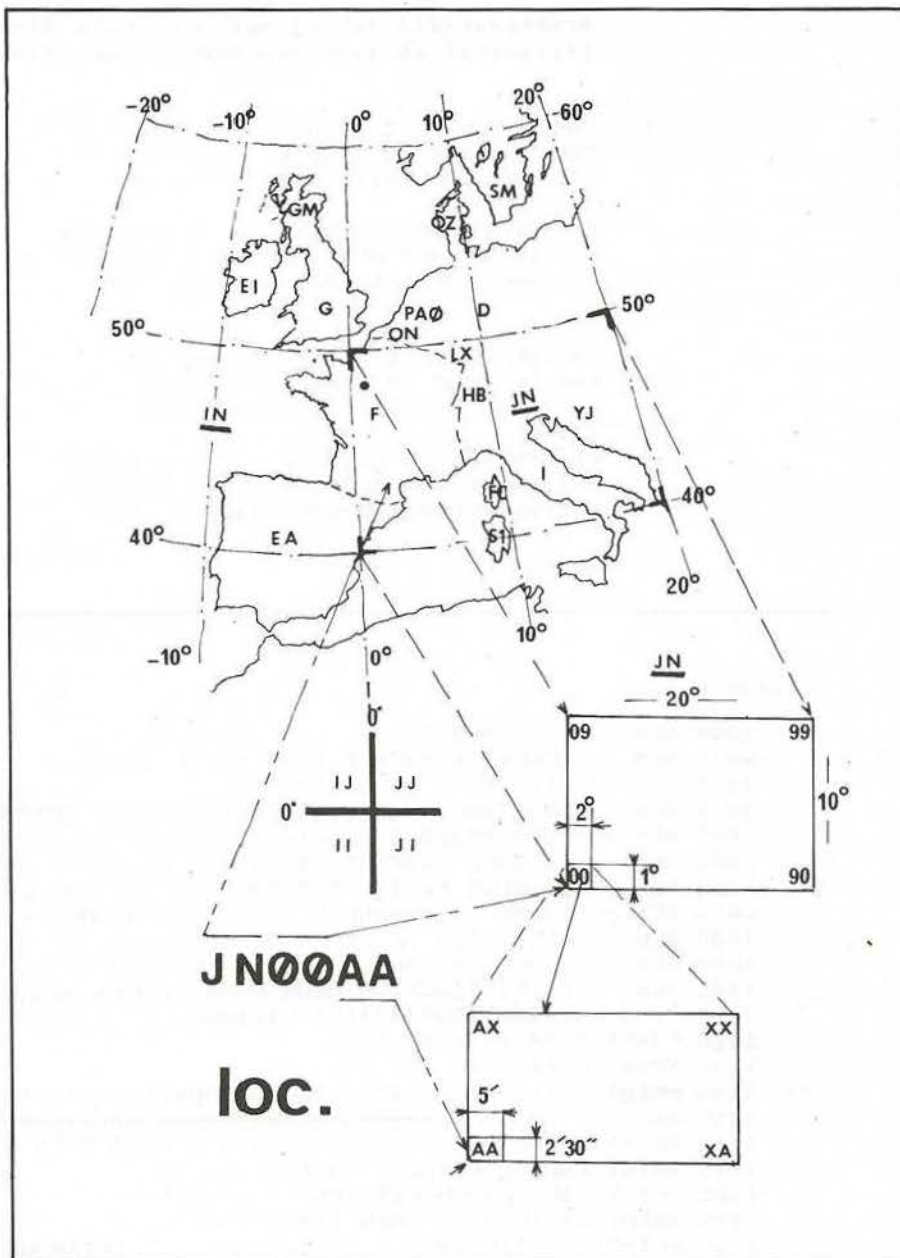 -20° -10° 0° 10° 20°
-60°
GM SM
OZ
EI
G PAØ D 50°
50° ON
LX
F HB JN YJ
IN
I
FC 40°
EA
40°
20°
-10° 0° 10°
JN
20°
0°
09 99
IJ JJ 2° 10°
0°
II JI
00 1° 90
JNØØAA
AX XX
loc.
5′
AA 2′30″ XA